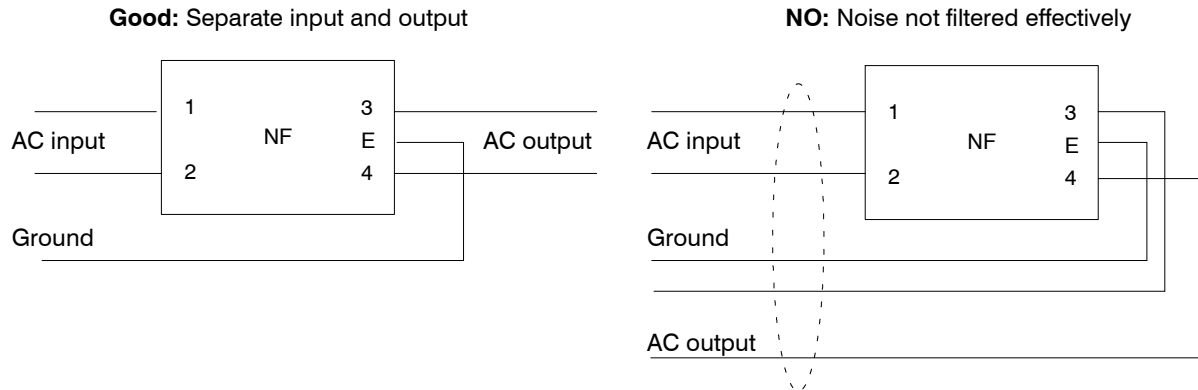 Good: Separate input and output
1
3
NF
E
AC input
AC output
2
4
Ground
NO: Noise not filtered effectively
1
3
NF
E
AC input
2
4
Ground
AC output